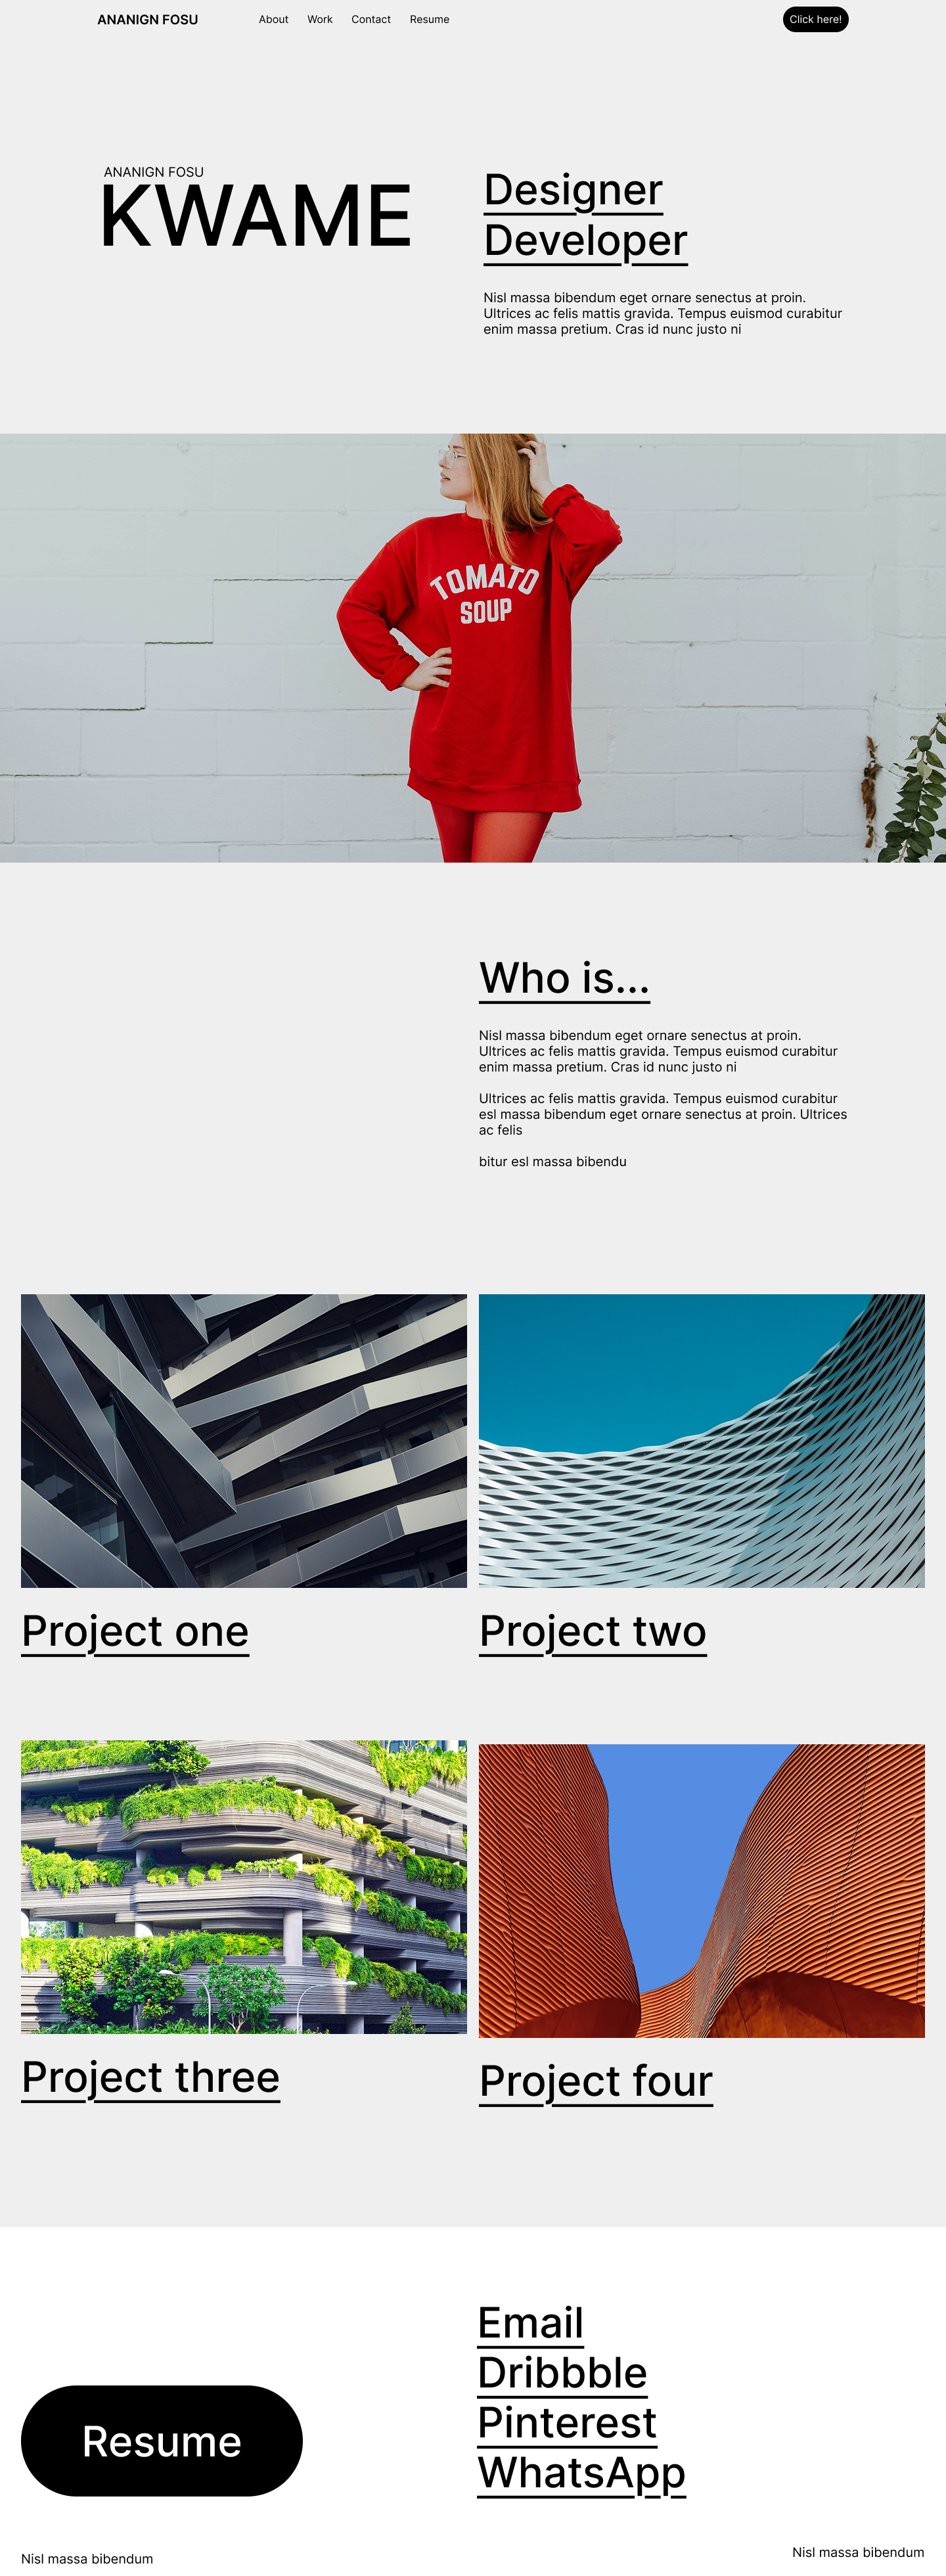 ANANIGN FOSU
About Work Contact Resume
Click here!
ANANIGN FOSU
KWAME
Designer
Developer
Nisl massa bibendum eget ornare senectus at proin.
Ultrices ac felis mattis gravida. Tempus euismod curabitur
enim massa pretium. Cras id nunc justo ni
TOMATO
SOUP
Who is...
Nisl massa bibendum eget ornare senectus at proin.
Ultrices ac felis mattis gravida. Tempus euismod curabitur
enim massa pretium. Cras id nunc justo ni
Ultrices ac felis mattis gravida. Tempus euismod curabitur
esl massa bibendum eget ornare senectus at proin. Ultrices
ac felis
bitur esl massa bibendu
Project one
Project two
Project three
Project four
Email
Dribbble
Pinterest
WhatsApp
Resume
Nisl massa bibendum
Nisl massa bibendum